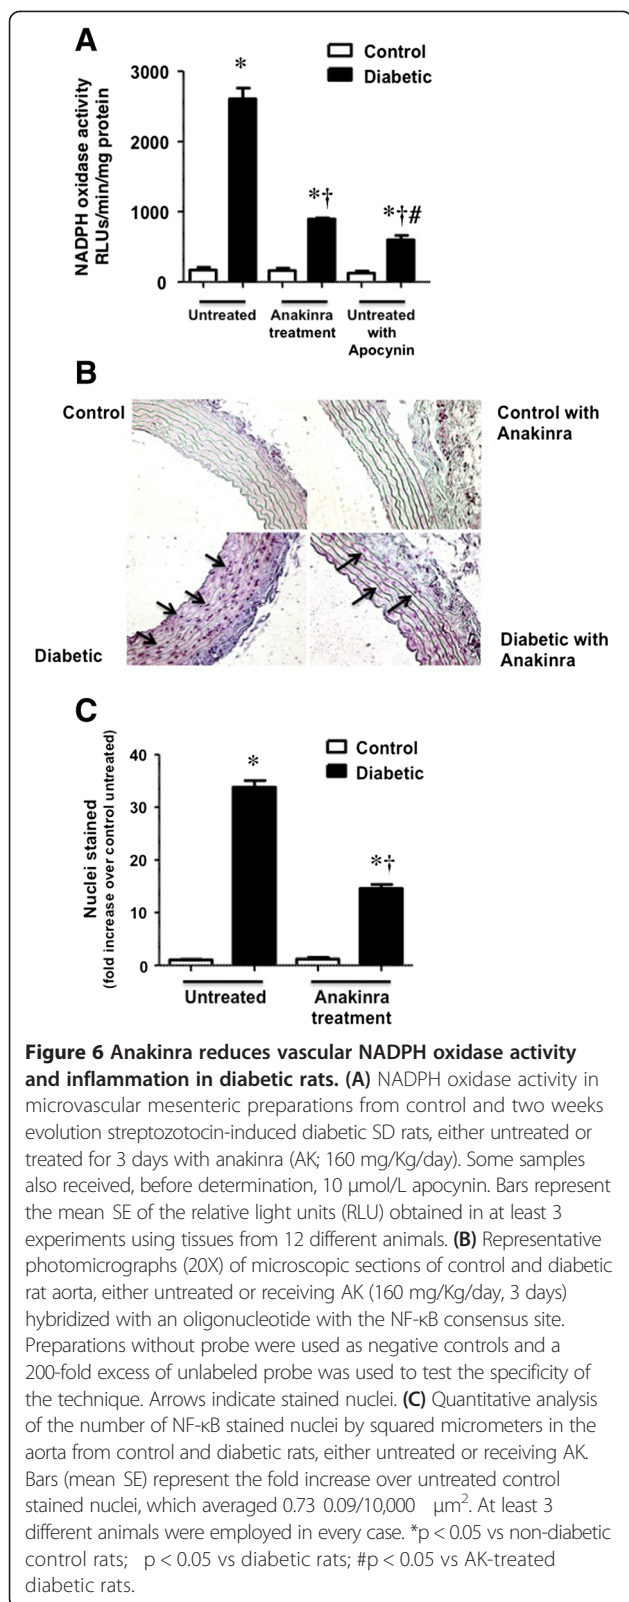 A
Control
Diabetic
NADPH oxidase activity
RLUs/min/mg protein
3000
2000
1000
0
*
*†
*†#
Untreated
Anakinra
treatment
Untreated
with
Apocynin
B
Control
Control with
Anakinra
Diabetic
Diabetic with
Anakinra
C
Control
Diabetic
Nuclei stained
(fold increase over control untreated)
40
30
20
10
0
*
*†
Untreated
Anakinra
treatment
Figure 6 Anakinra reduces vascular NADPH oxidase activity
and inflammation in diabetic rats. (A) NADPH oxidase activity in
microvascular mesenteric preparations from control and two weeks
evolution streptozotocin-induced diabetic SD rats, either untreated or
treated for 3 days with anakinra (AK; 160 mg/Kg/day). Some samples
also received, before determination, 10 μmol/L apocynin. Bars represent
the mean SE of the relative light units (RLU) obtained in at least 3
experiments using tissues from 12 different animals. (B) Representative
photomicrographs (20X) of microscopic sections of control and diabetic
rat aorta, either untreated or receiving AK (160 mg/Kg/day, 3 days)
hybridized with an oligonucleotide with the NF-κB consensus site.
Preparations without probe were used as negative controls and a
200-fold excess of unlabeled probe was used to test the specificity of
the technique. Arrows indicate stained nuclei. (C) Quantitative analysis
of the number of NF-κB stained nuclei by squared micrometers in the
aorta from control and diabetic rats, either untreated or receiving AK.
Bars (mean SE) represent the fold increase over untreated control
stained nuclei, which averaged 0.73 0.09/10,000 μm². At least 3
different animals were employed in every case. *p < 0.05 vs non-diabetic
control rats; p < 0.05 vs diabetic rats; #p < 0.05 vs AK-treated
diabetic rats.